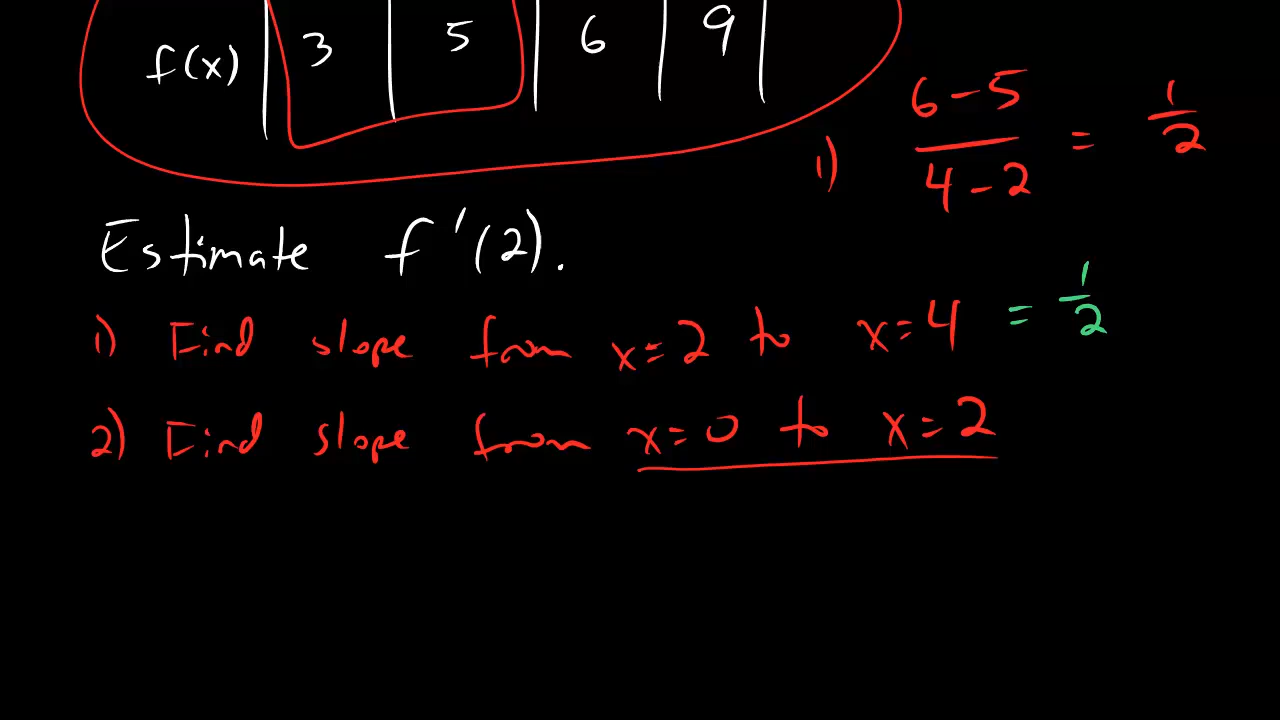 f(x) | 3 | 5 | 6 | 9 |
1) 6-5 / 4-2 = 1/2
Estimate f'(2).
1) Find slope from x=2 to x=4 = 1/2
2) Find slope from x=0 to x=2